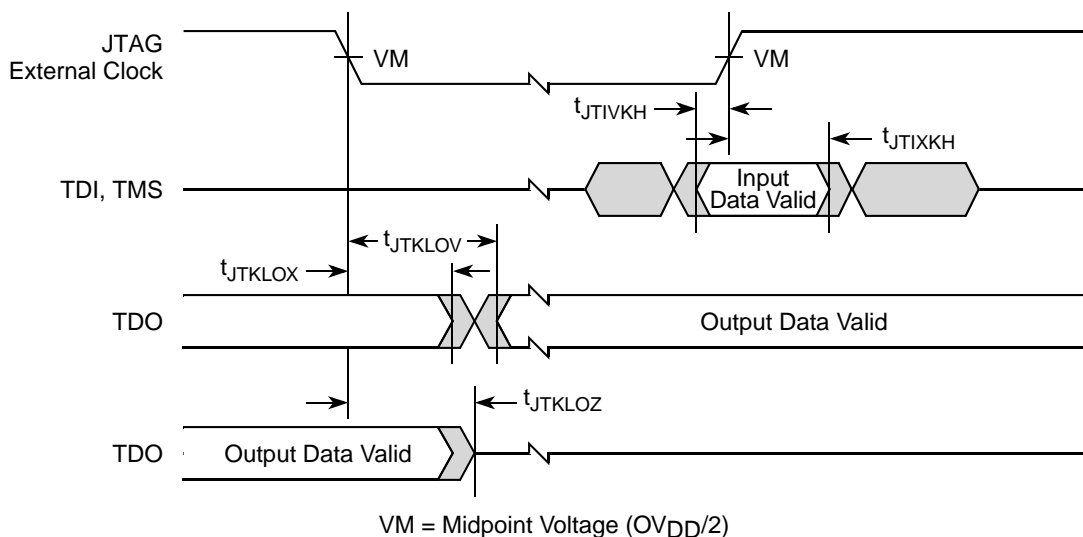 JTAG
External Clock
VM
VM
tJTIVKH
tJTIXKH
TDI, TMS
Input
Data Valid
tJTKLOV
tJTKLOX
TDO
Output Data Valid
tJTKLOZ
TDO
Output Data Valid
VM = Midpoint Voltage (OVDD/2)